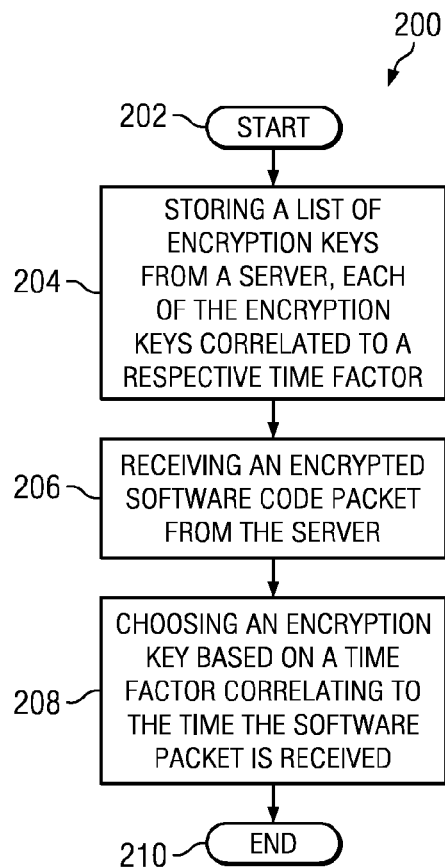 200
202
START
204
STORING A LIST OF
ENCRYPTION KEYS
FROM A SERVER, EACH
OF THE ENCRYPTION
KEYS CORRELATED TO A
RESPECTIVE TIME FACTOR
206
RECEIVING AN ENCRYPTED
SOFTWARE CODE PACKET
FROM THE SERVER
208
CHOOSING AN ENCRYPTION
KEY BASED ON A TIME
FACTOR CORRELATING TO
THE TIME THE SOFTWARE
PACKET IS RECEIVED
210
END